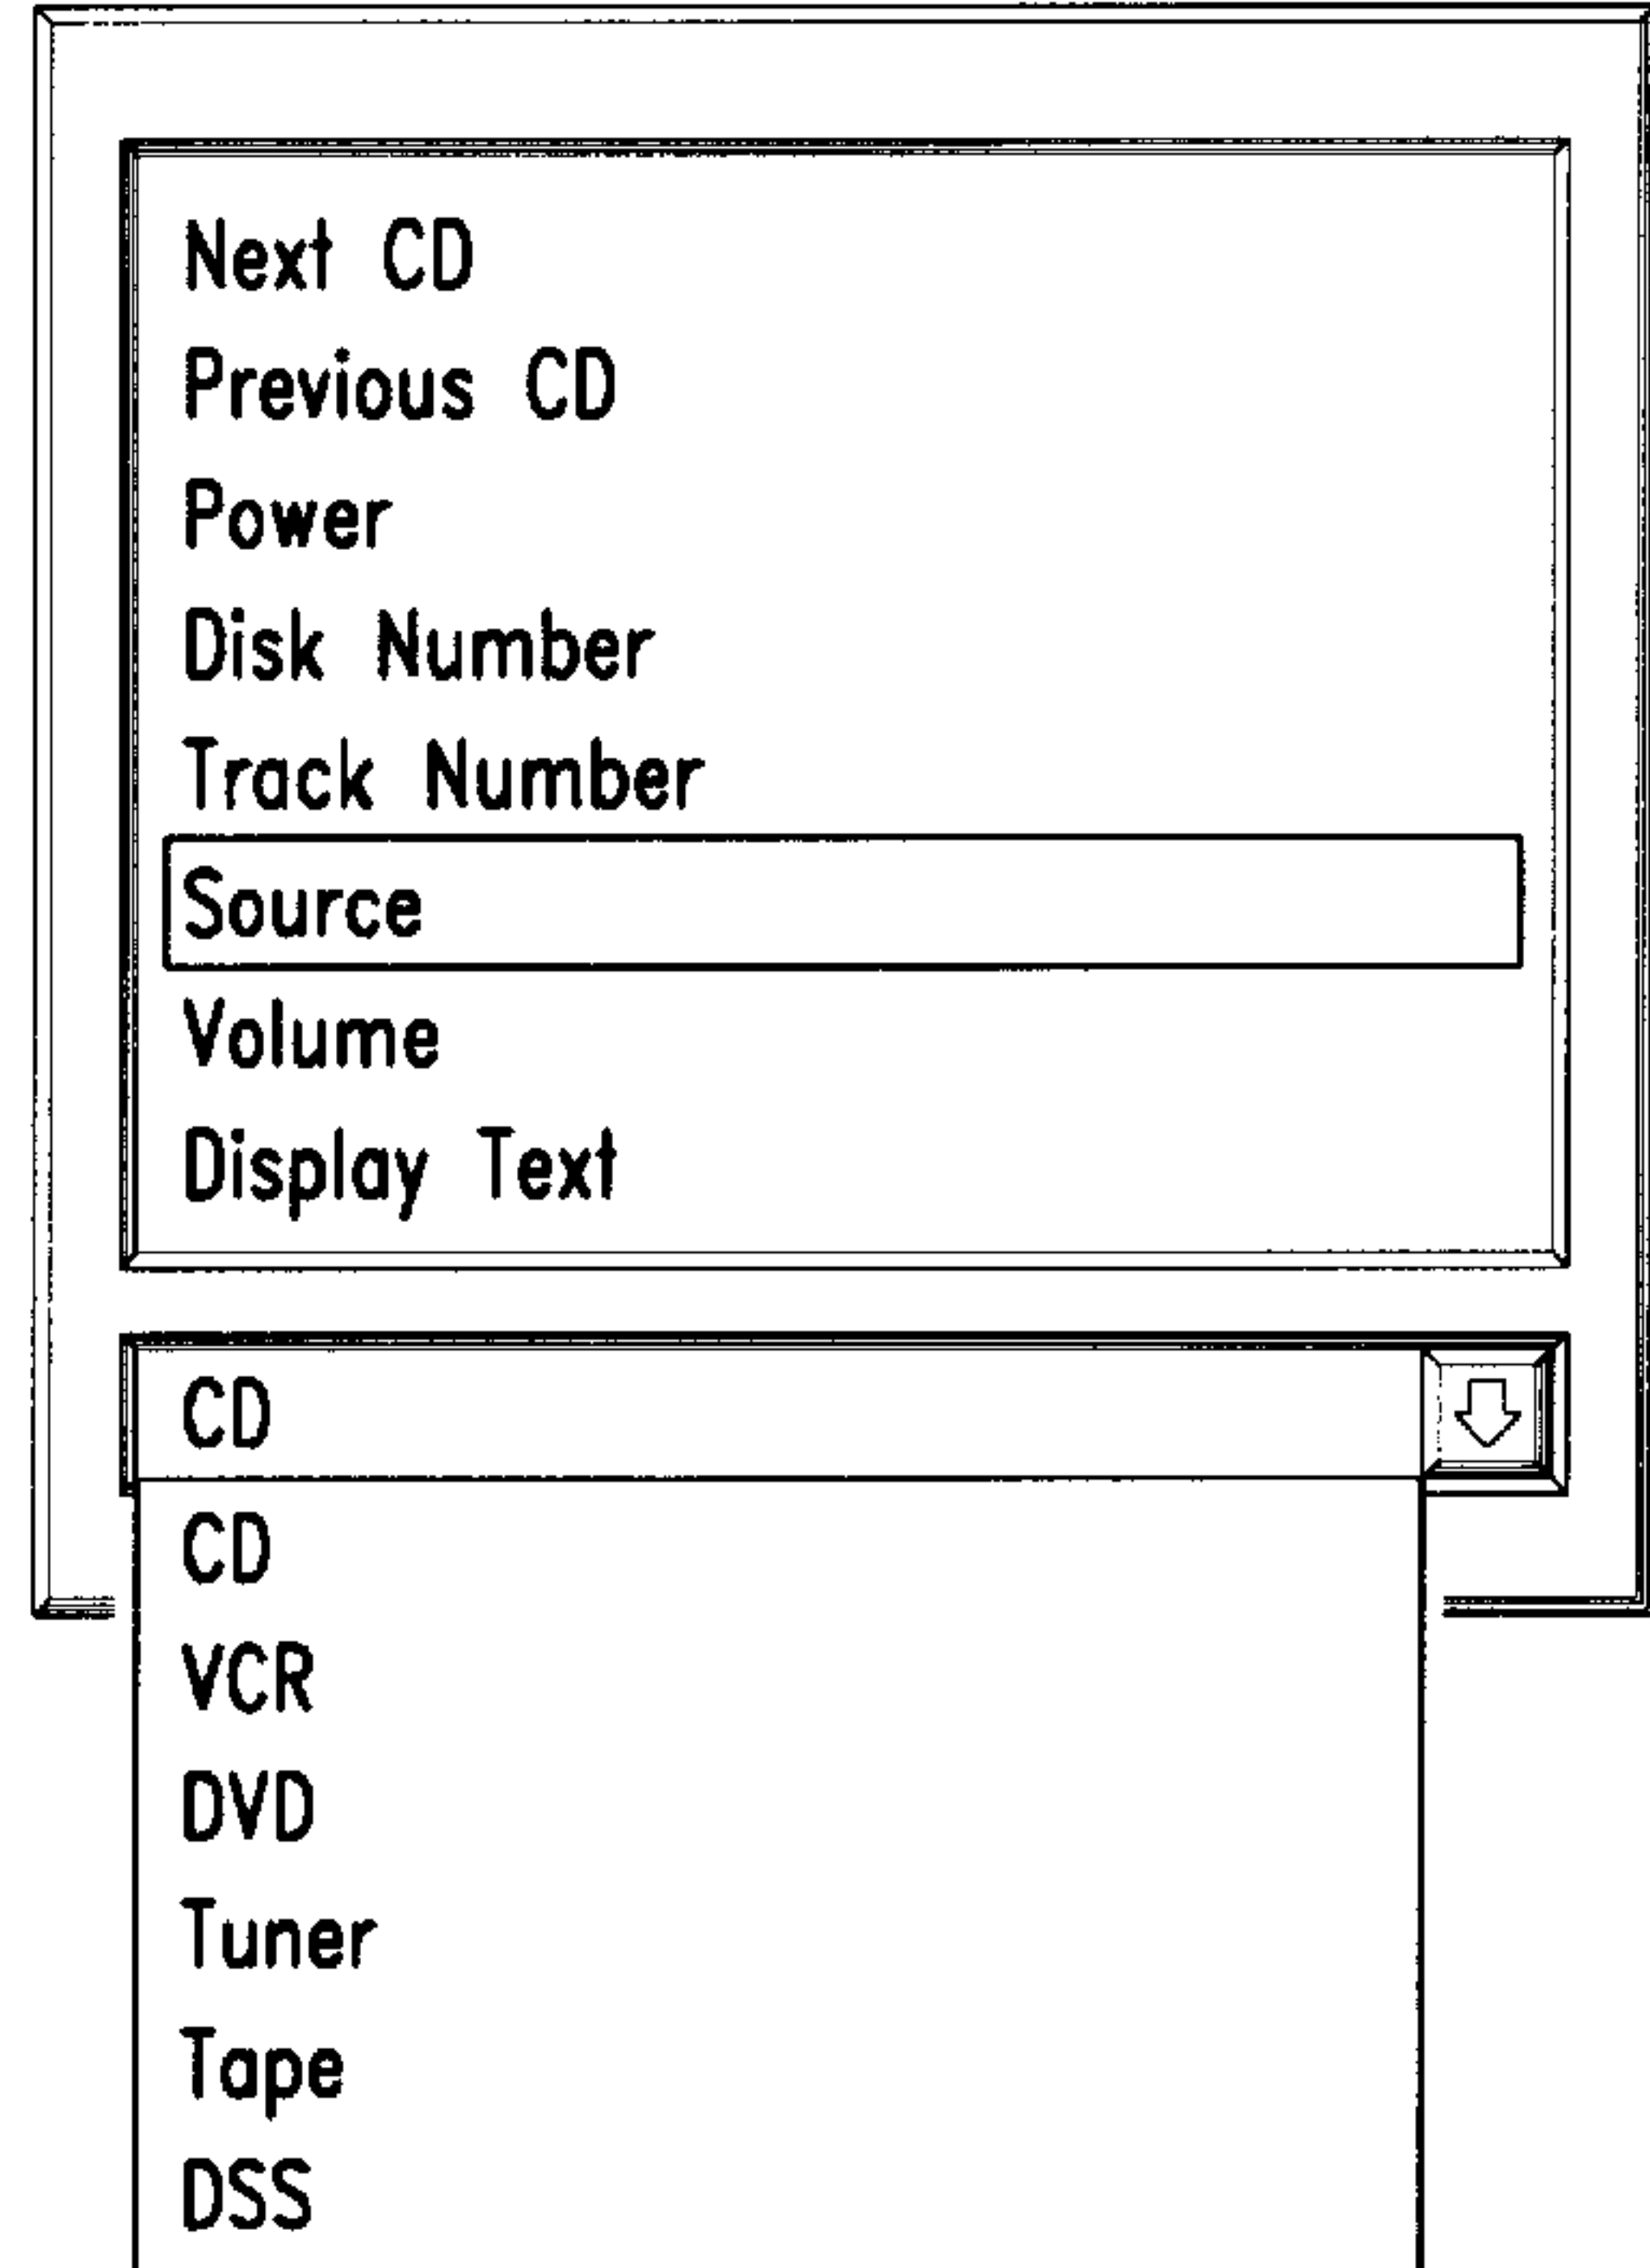 Next CD
Previous CD
Power
Disk Number
Track Number
Source
Volume
Display Text
CD
CD
VCR
DVD
Tuner
Tape
DSS